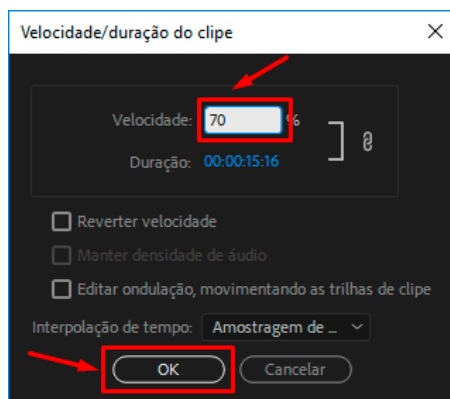 Velocidade/duração do clipe
Velocidade: 70 %
Duração: 00:00:15:16
Reverter velocidade
Manter densidade de áudio
Editar ondulação, movimentando as trilhas de clipe
Interpolação de tempo: Amostragem de ...
OK Cancelar